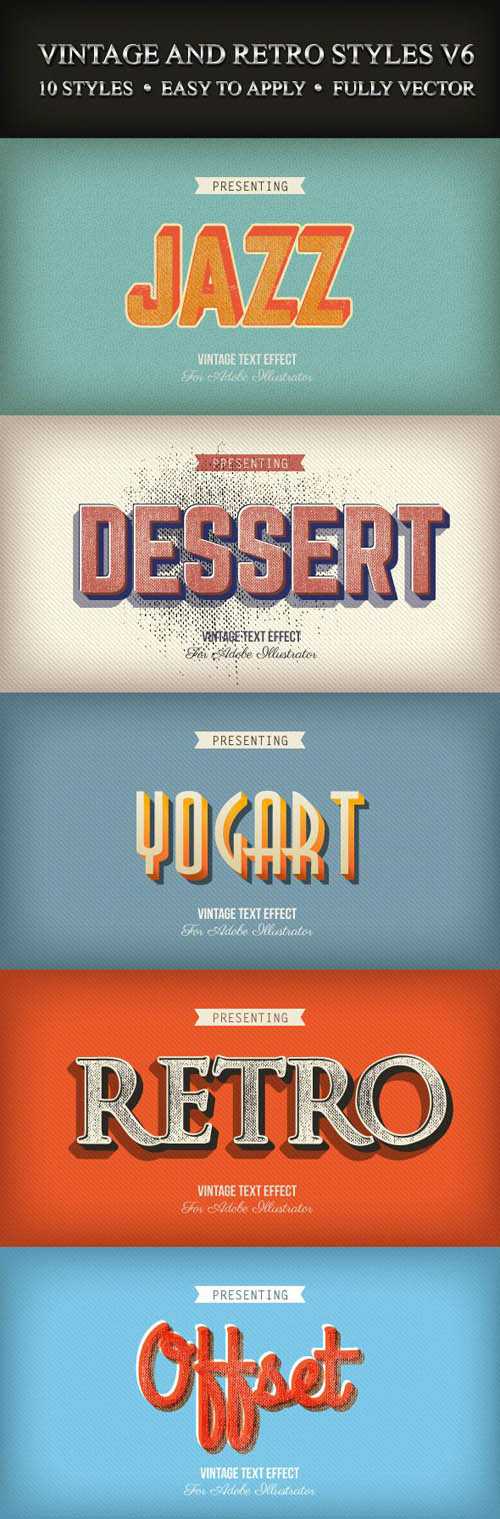 VINTAGE AND RETRO STYLES V6
10 STYLES • EASY TO APPLY • FULLY VECTOR
PRESENTING
JAZZ
VINTAGE TEXT EFFECT
For Adobe Illustrator
PRESENTING
DESSERT
VINTAGE TEXT EFFECT
For Adobe Illustrator
PRESENTING
YOGART
VINTAGE TEXT EFFECT
For Adobe Illustrator
PRESENTING
RETRO
VINTAGE TEXT EFFECT
For Adobe Illustrator
PRESENTING
Offset
VINTAGE TEXT EFFECT
For Adobe Illustrator